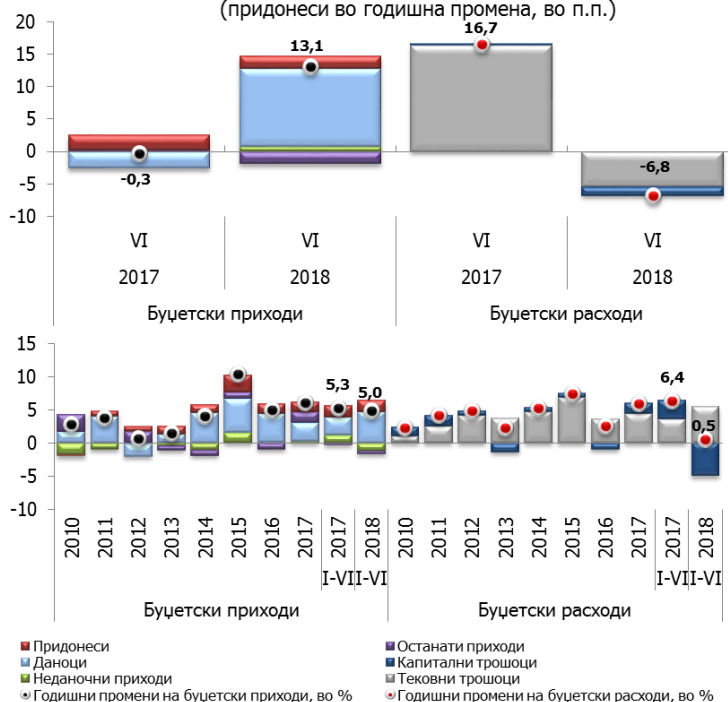 (придонеси во годишна промена, во п.п.)
20
15
10
5
0
-5
-10
-0,3
13,1
16,7
-6,8
VI VI VI VI
2017 2018 2017 2018
Буџетски приходи Буџетски расходи
15
10
5
0
-5
-10
5,3
5,0
6,4
0,5
2010 2011 2012 2013 2014 2015 2016 2017 2017 2018 2010 2011 2012 2013 2014 2015 2016 2017 2017 2018
I-VI I-VI I-VI I-VI
Буџетски приходи Буџетски расходи
Придонеси
Даноци
Неданочни приходи
Годишни промени на буџетски приходи, во %
Останати приходи
Капитални трошоци
Тековни трошоци
Годишни промени на буџетски расходи, во %